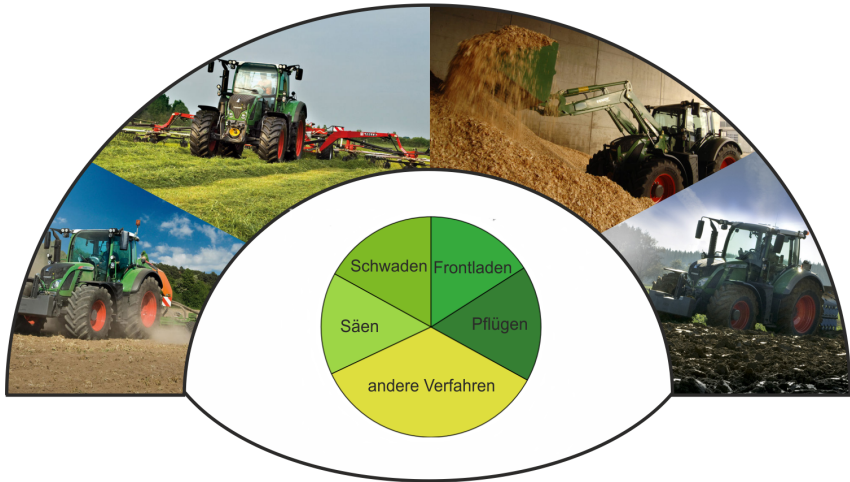 Schwaden
Frontladen
Säen
Pflügen
andere Verfahren